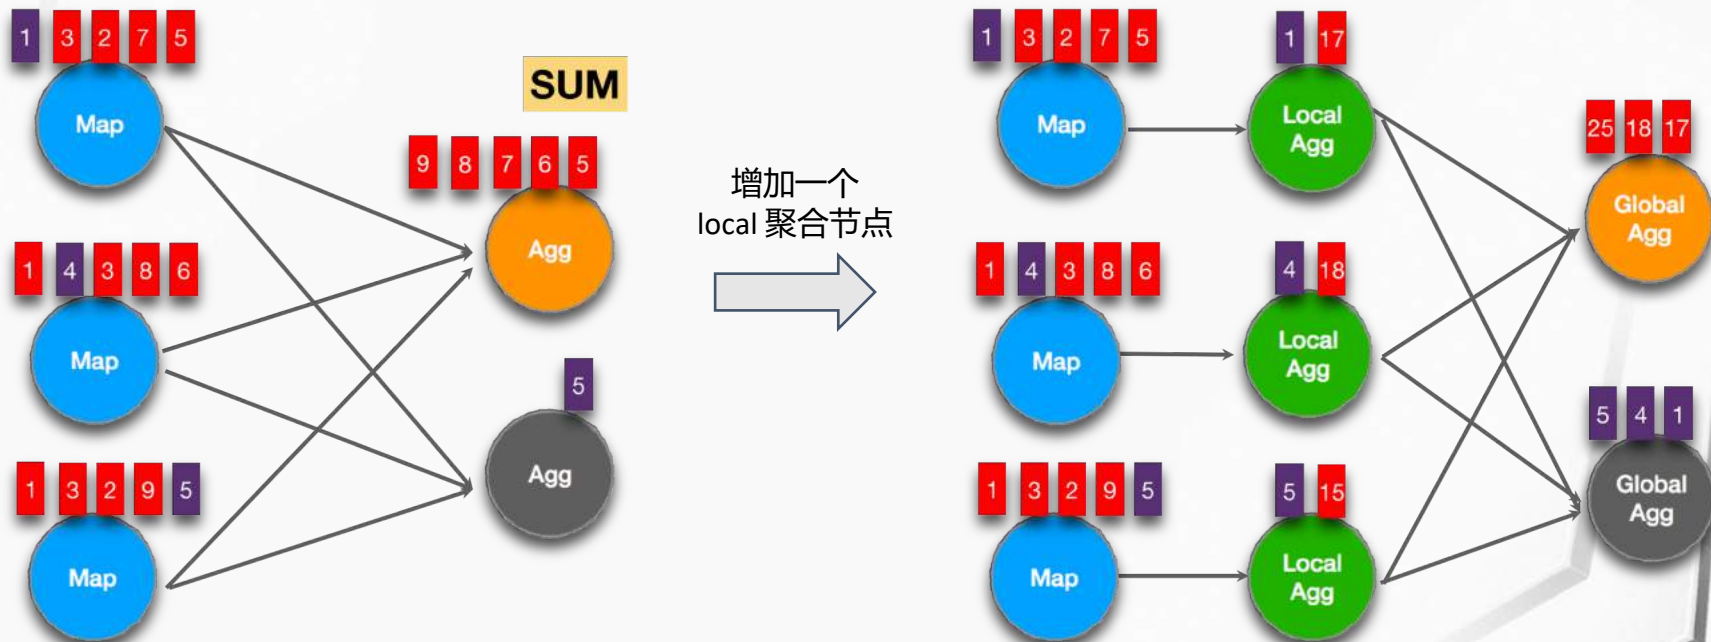 1 3 2 7 5
Map
SUM
9 8 7 6 5
Agg
1 4 3 8 6
Map
5
Agg
1 3 2 9 5
Map
增加一个
local 聚合节点
1 3 2 7 5
Map
1 17
Local
Agg
25 18 17
Global
Agg
1 4 3 8 6
Map
4 18
Local
Agg
5 4 1
Global
Agg
1 3 2 9 5
Map
5 15
Local
Agg